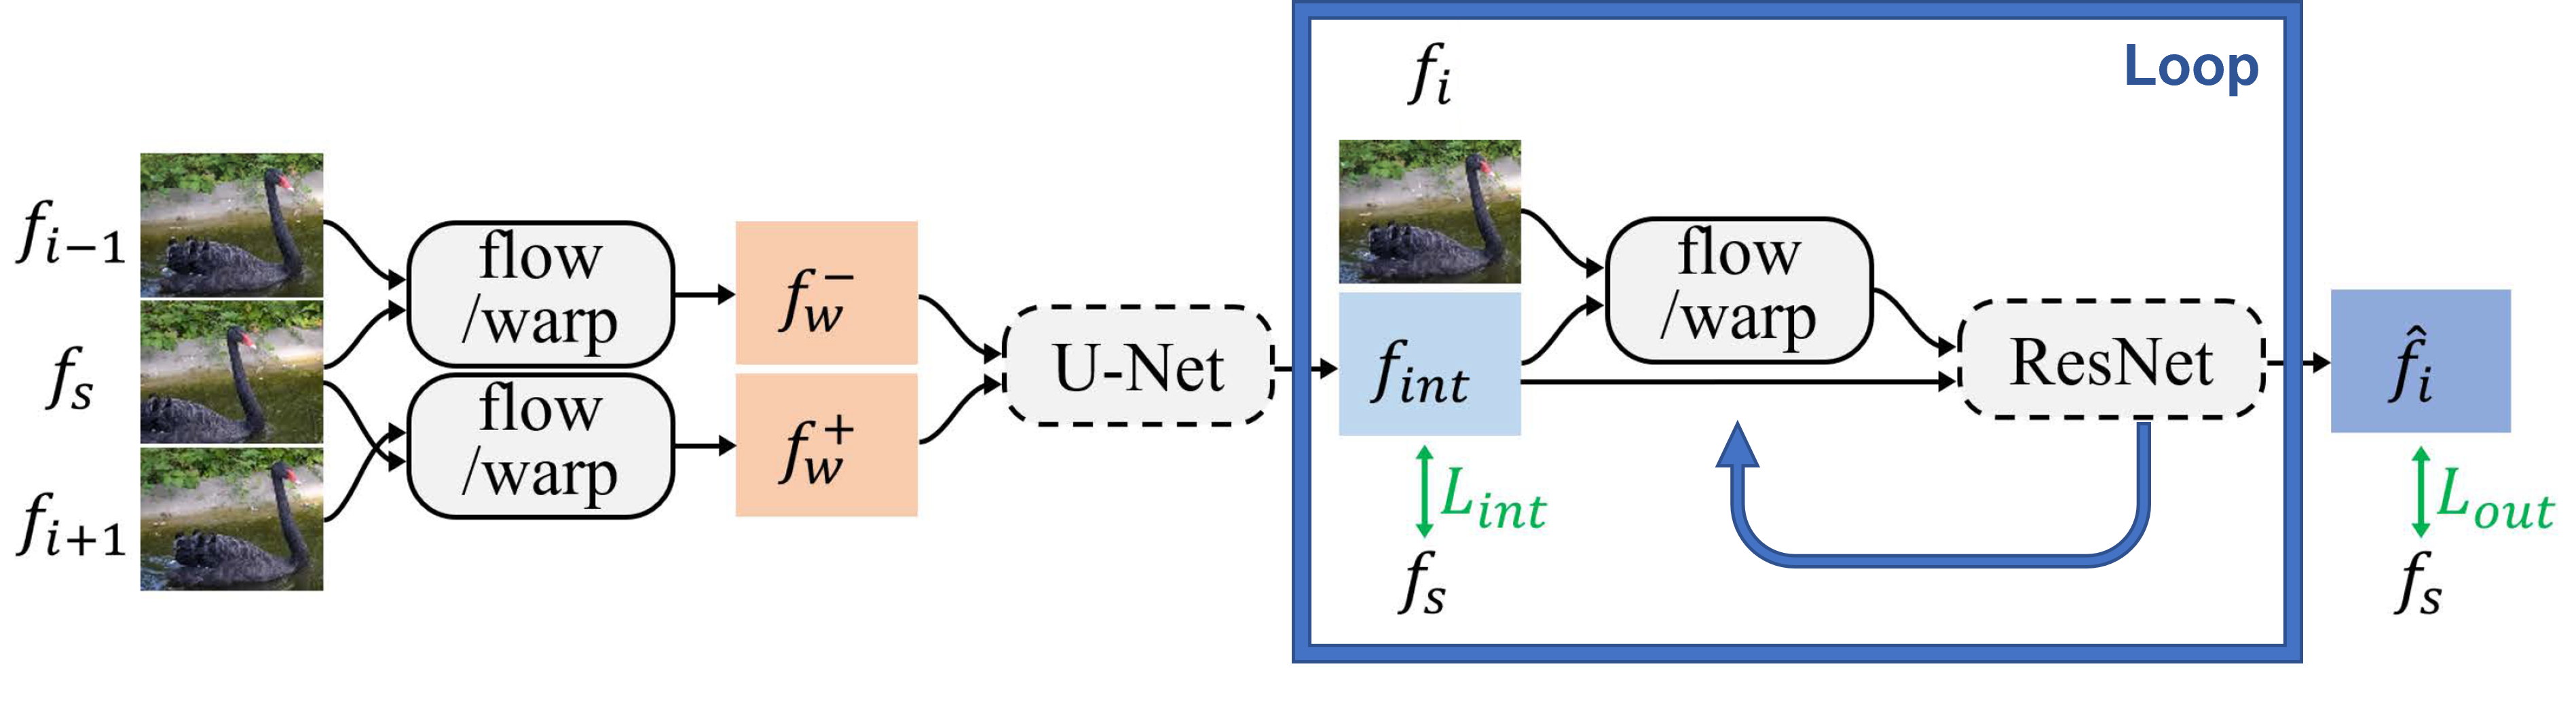 f_{i-1}
f_s
f_{i+1}
flow
/warp
flow
/warp
f_w^-
f_w^+
U-Net
Loop
f_i
f_{int}
L_{int}
f_s
flow
/warp
ResNet
\hat{f}_i
L_{out}
f_s